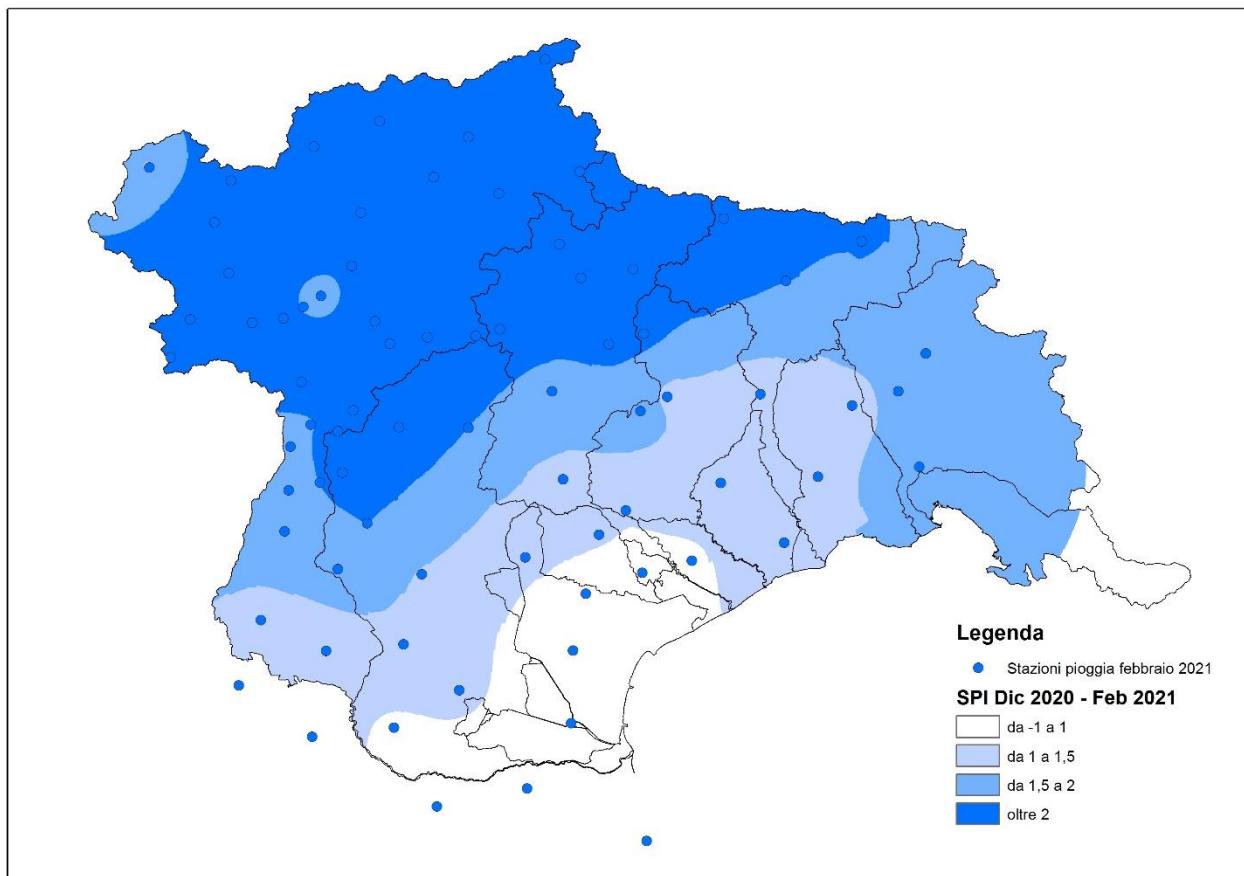 Legenda
Stazioni pioggia febbraio 2021
SPI Dic 2020 - Feb 2021
da -1 a 1
da 1 a 1,5
da 1,5 a 2
oltre 2